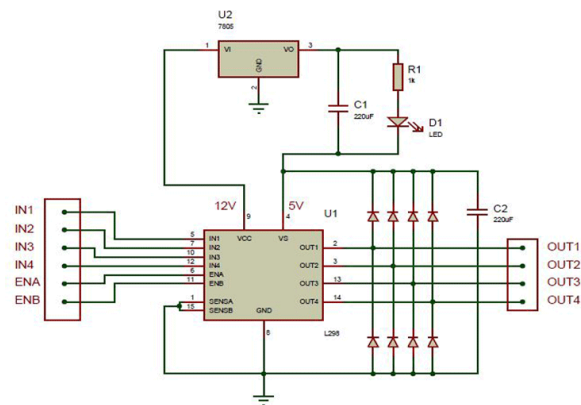 U2
7805
1 VI VO 3
GND
2
R1
1k
C1
220uF
D1
LED
12V 5V U1
9 4
C2
220uF
IN1
IN2
IN3
IN4
ENA
ENB
5 IN1 VCC VS
7 IN2
10 IN3
12 IN4
6 ENA
11 ENB
1 SENSA
15 SENSB
GND
8
OUT1 2
OUT2 3
OUT3 13
OUT4 14
L298
OUT1
OUT2
OUT3
OUT4